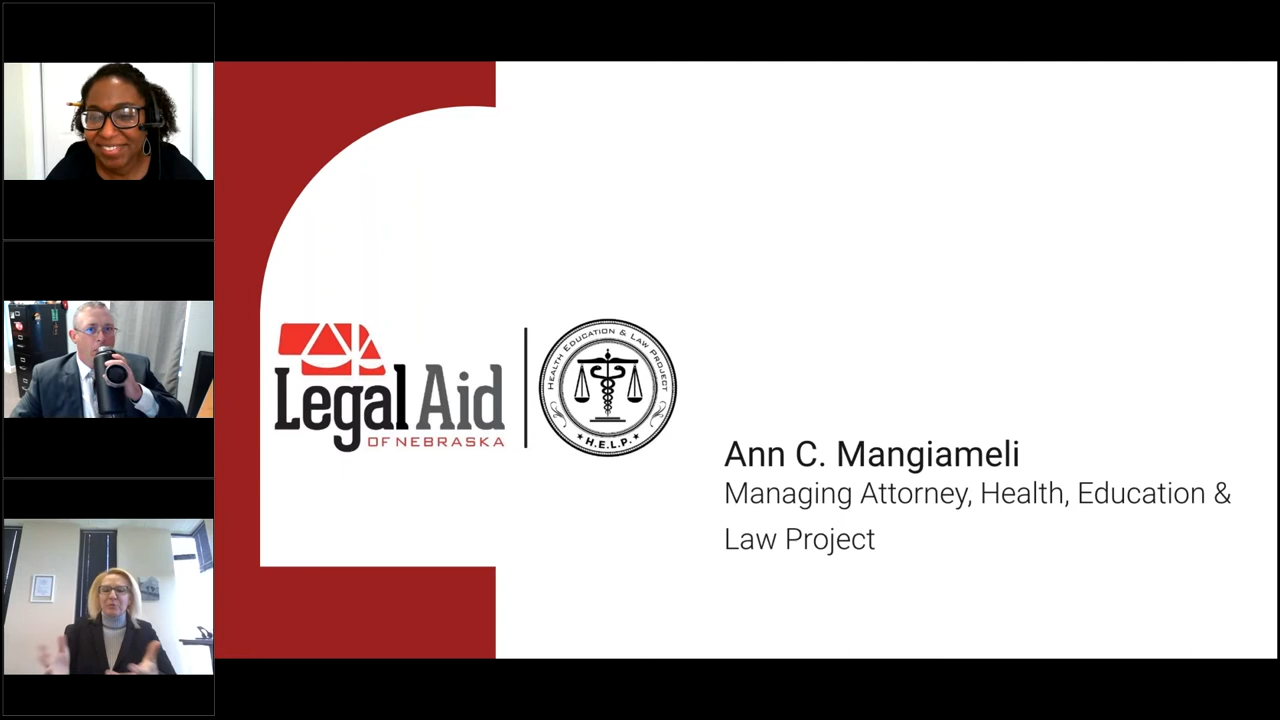 Legal Aid
OF NEBRASKA
HEALTH EDUCATION & LAW PROJECT
★ H.E.L.P. ★
Ann C. Mangiameli
Managing Attorney, Health, Education &
Law Project